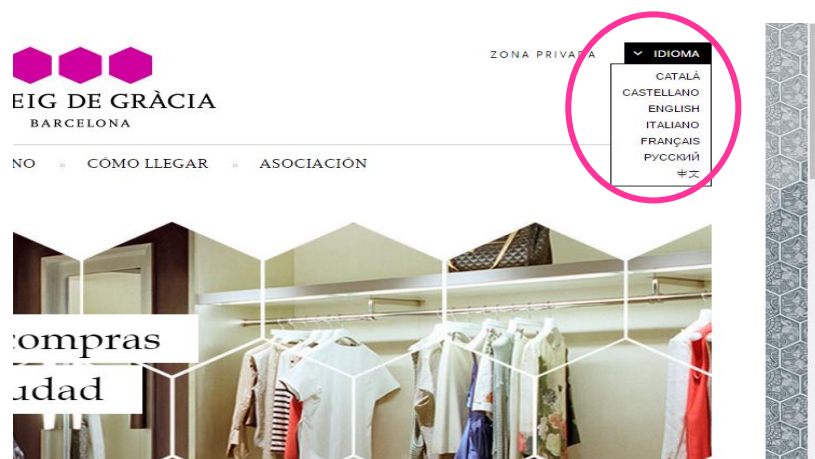 ZONA PRIVADA
IDIOMA
CATALÀ
CASTELLANO
ENGLISH
ITALIANO
FRANÇAIS
РУССКИЙ
中文
EIG DE GRÀCIA
BARCELONA
NO CÓMO LLEGAR ASOCIACIÓN
compras
udad